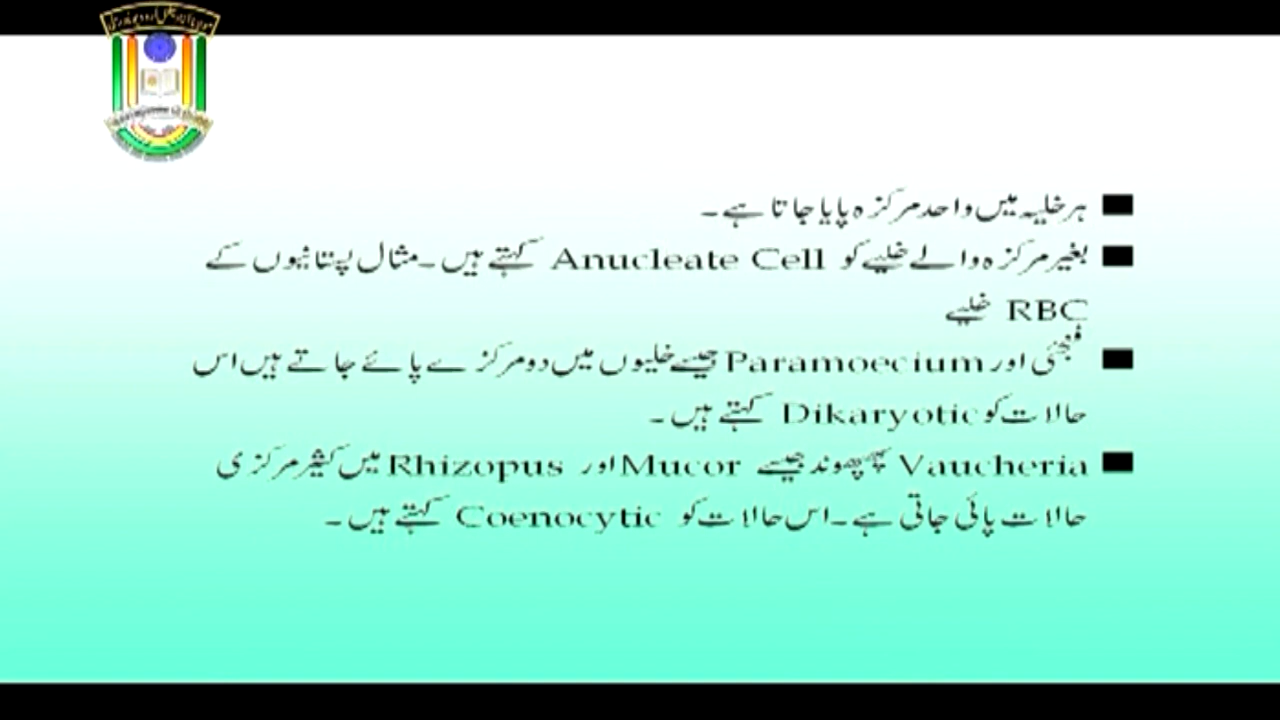 ہر خلیہ میں واحد مرکزہ پایا جاتا ہے۔
بغیر مرکزہ والے خلیے کو Anucleate Cell کہتے ہیں۔ مثال پستانیوں کے
RBC خلیے
فنجئی اور Paramoecium جیسے خلیوں میں دو مرکزے پائے جاتے ہیں اس
حالات کو Dikaryotic کہتے ہیں۔
Vaucheria پھپھوند جیسے Mucor اور Rhizopus میں کثیر مرکزی
حالات پائی جاتی ہے۔ اس حالات کو Coenocytic کہتے ہیں۔